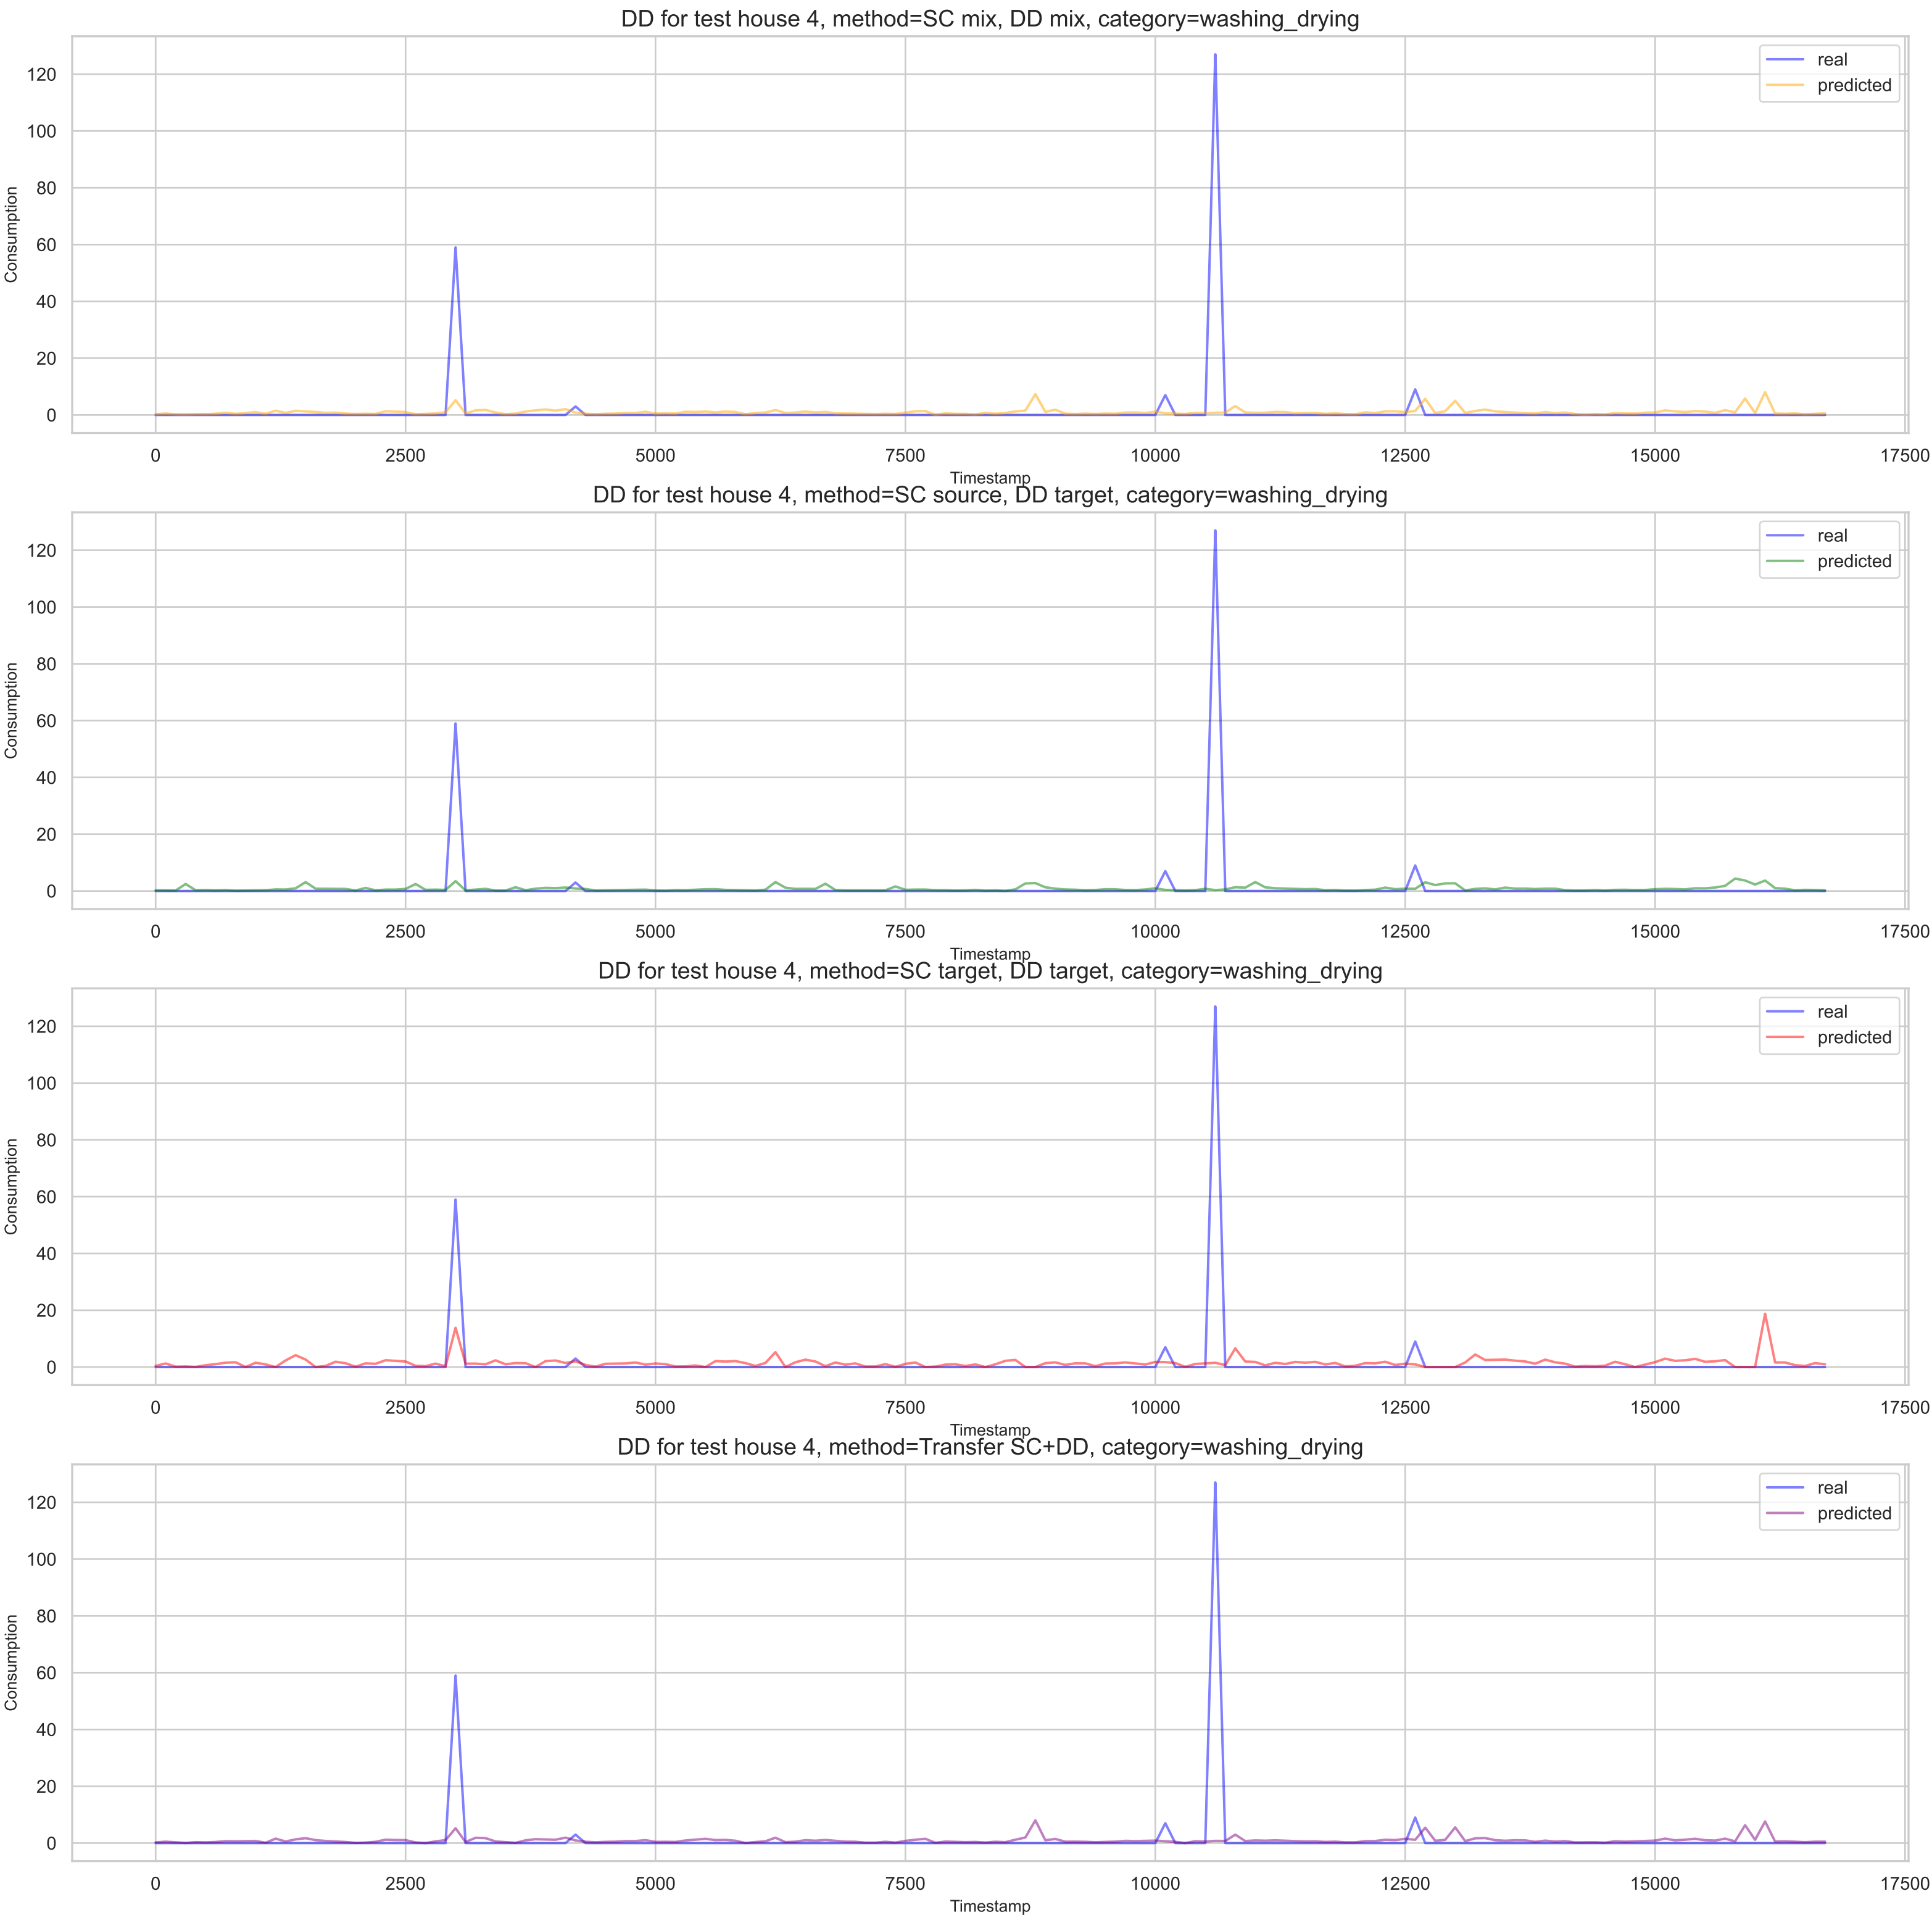 DD for test house 4, method=SC mix, DD mix, category=washing_drying
real
predicted
120
100
80
60
40
20
0
Consumption
0 2500 5000 7500 10000 12500 15000 17500
Timestamp
DD for test house 4, method=SC source, DD target, category=washing_drying
real
predicted
120
100
80
60
40
20
0
Consumption
0 2500 5000 7500 10000 12500 15000 17500
Timestamp
DD for test house 4, method=SC target, DD target, category=washing_drying
real
predicted
120
100
80
60
40
20
0
Consumption
0 2500 5000 7500 10000 12500 15000 17500
Timestamp
DD for test house 4, method=Transfer SC+DD, category=washing_drying
real
predicted
120
100
80
60
40
20
0
Consumption
0 2500 5000 7500 10000 12500 15000 17500
Timestamp